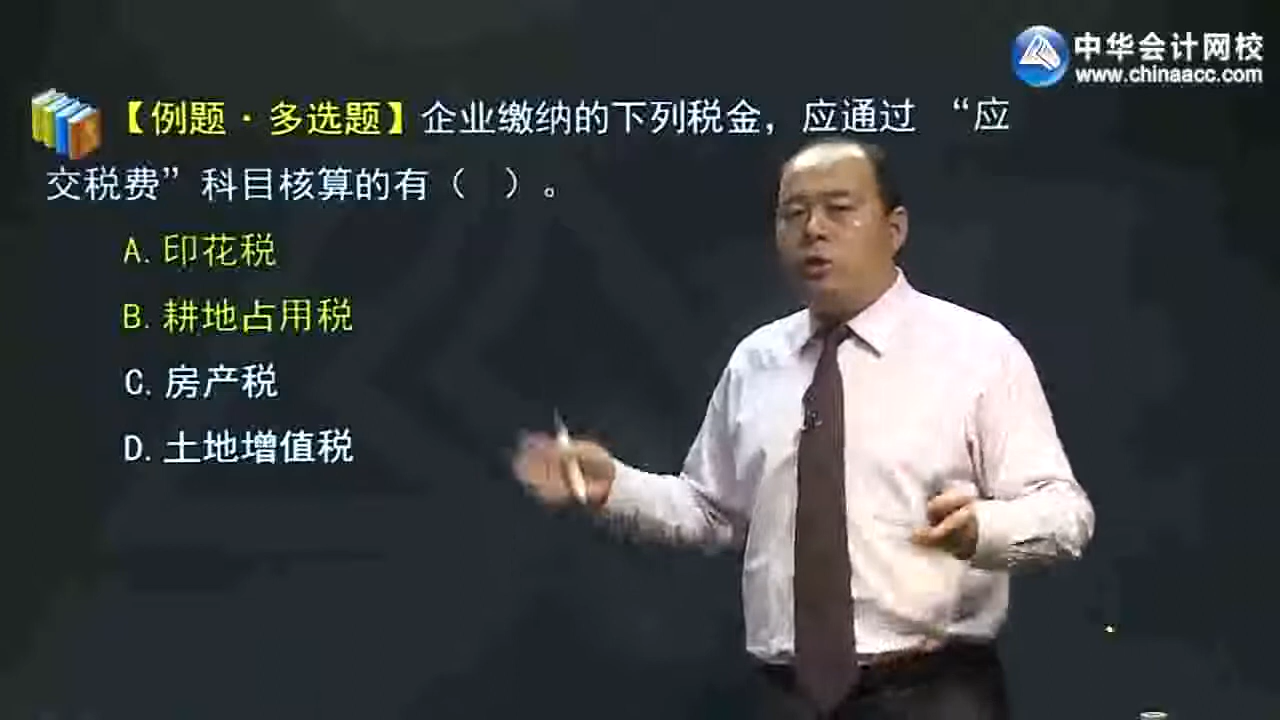 中华会计网校
www.chinaacc.com
【例题·多选题】企业缴纳的下列税金，应通过 “应
交税费”科目核算的有（ ）。
A. 印花税
B. 耕地占用税
C. 房产税
D. 土地增值税